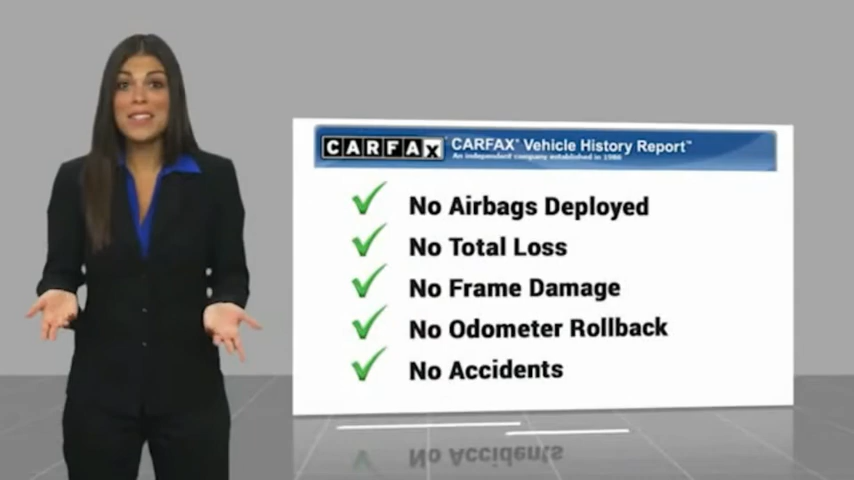 CARFAX CARFAX® Vehicle History Report™
An independent company established in 1986
No Airbags Deployed
No Total Loss
No Frame Damage
No Odometer Rollback
No Accidents
No Accidents